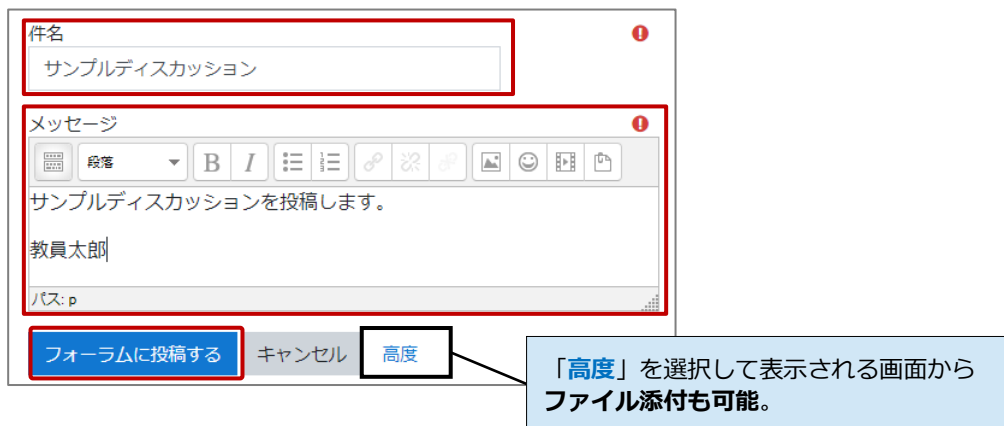 件名
サンプルディスカッション
メッセージ
段落
B I
サンプルディスカッションを投稿します。
教員太郎
パス: p
フォーラムに投稿する キャンセル 高度
「高度」を選択して表示される画面から
ファイル添付も可能。